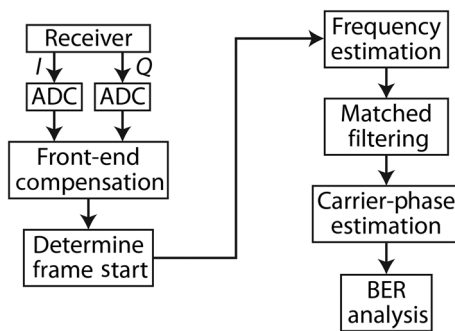 Receiver
I Q
ADC ADC
Front-end
compensation
Determine
frame start
Frequency
estimation
Matched
filtering
Carrier-phase
estimation
BER
analysis